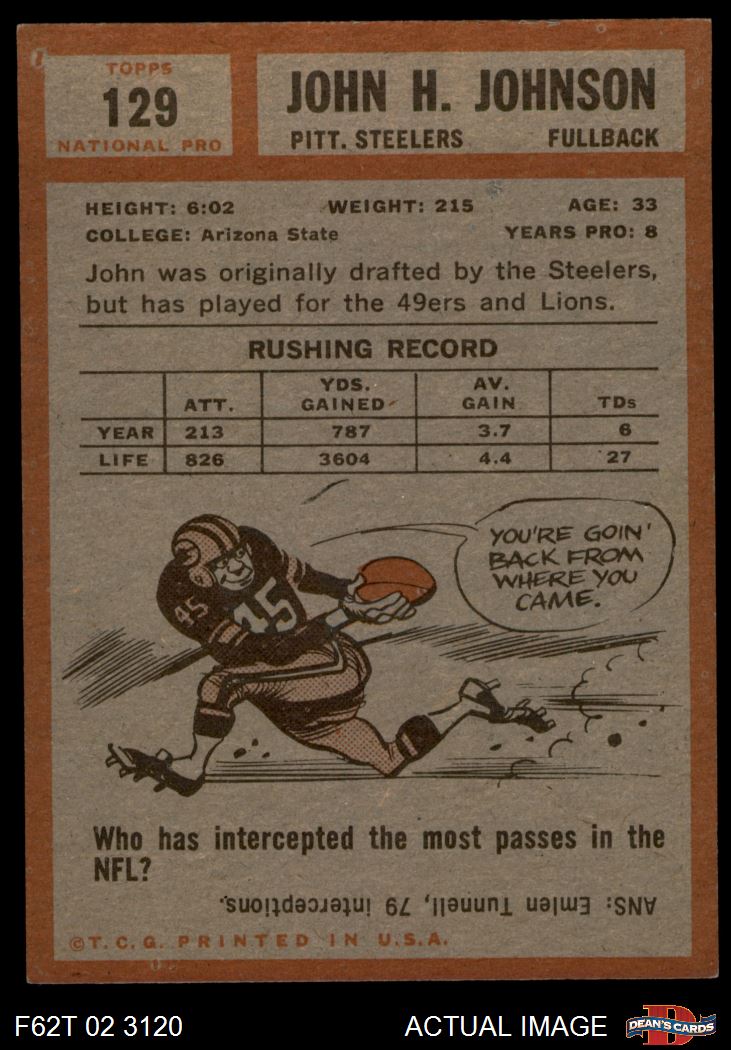 TOPPS
129
NATIONAL PRO
JOHN H. JOHNSON
PITT. STEELERS FULLBACK
HEIGHT: 6:02 WEIGHT: 215 AGE: 33
COLLEGE: Arizona State YEARS PRO: 8
John was originally drafted by the Steelers,
but has played for the 49ers and Lions.
RUSHING RECORD
ATT. YDS. GAINED AV. GAIN TDs
YEAR 213 787 3.7 6
LIFE 826 3604 4.4 27
YOU'RE GOIN'
BACK FROM
WHERE YOU
CAME.
45
45
Who has intercepted the most passes in the
NFL?
ANS: Emlen Tunnell, 79 interceptions.
©T.C.G. PRINTED IN U.S.A.
F62T 02 3120 ACTUAL IMAGE
D
DEAN'S CARDS